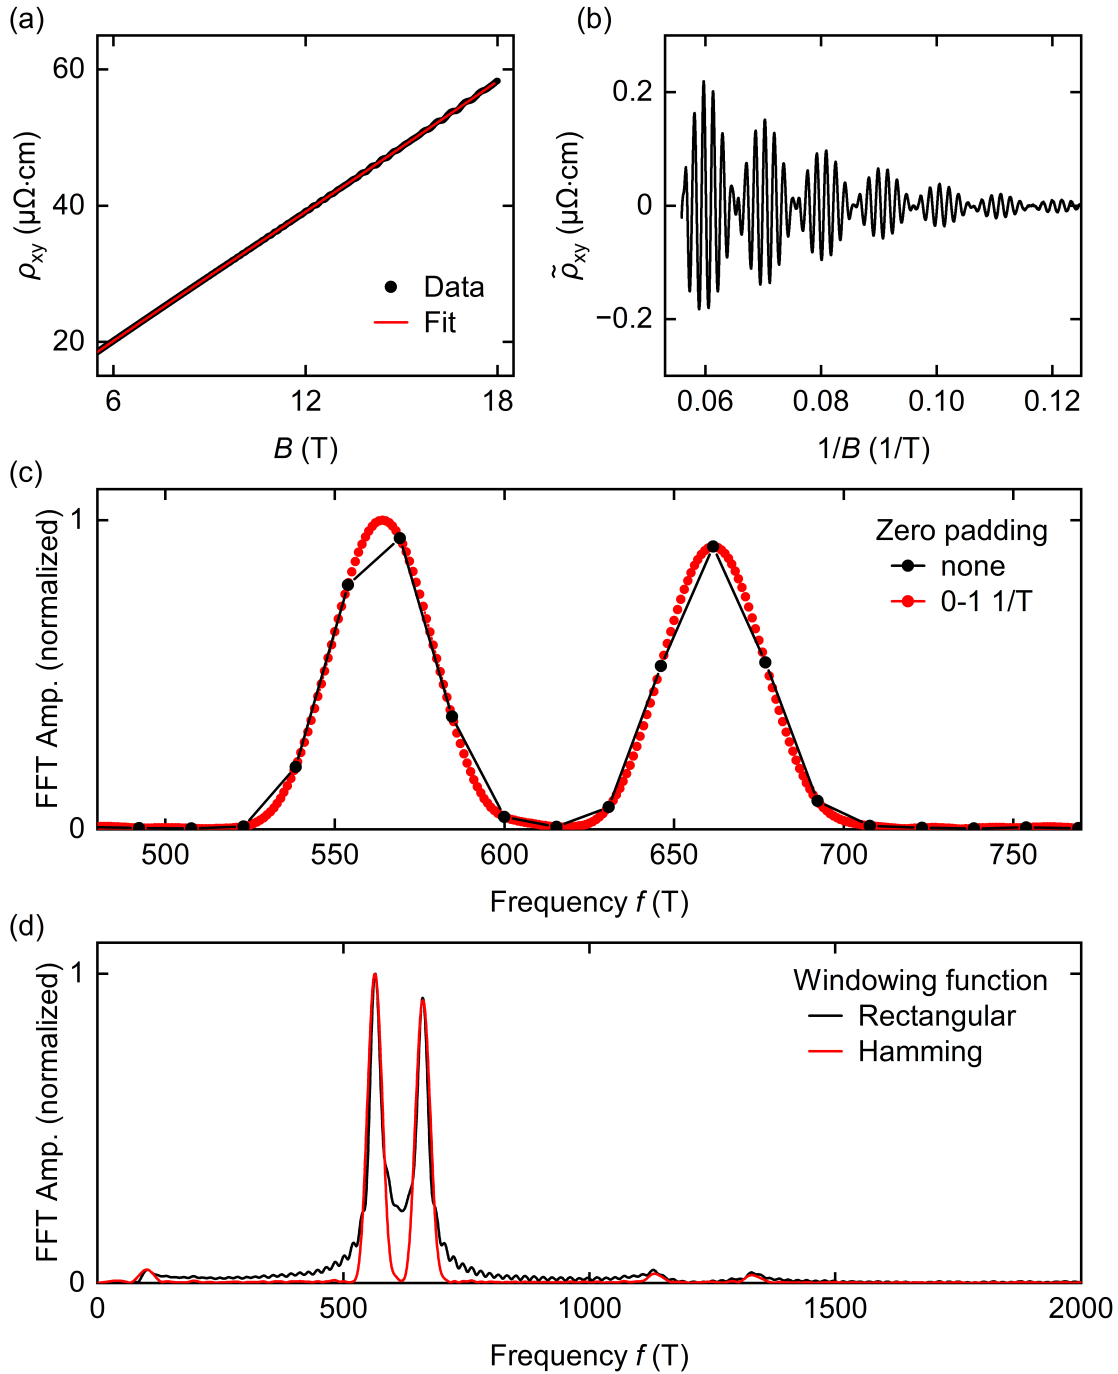 (a)
60
40
20
ρxy (μΩ·cm)
Data
Fit
6
12
18
B (T)
(b)
0.2
0
−0.2
ρ̃xy (μΩ·cm)
0.06
0.08
0.10
0.12
1/B (1/T)
(c)
1
0
FFT Amp. (normalized)
Zero padding
none
0-1 1/T
500
550
600
650
700
750
Frequency f (T)
(d)
1
0
FFT Amp. (normalized)
Windowing function
Rectangular
Hamming
0
500
1000
1500
2000
Frequency f (T)